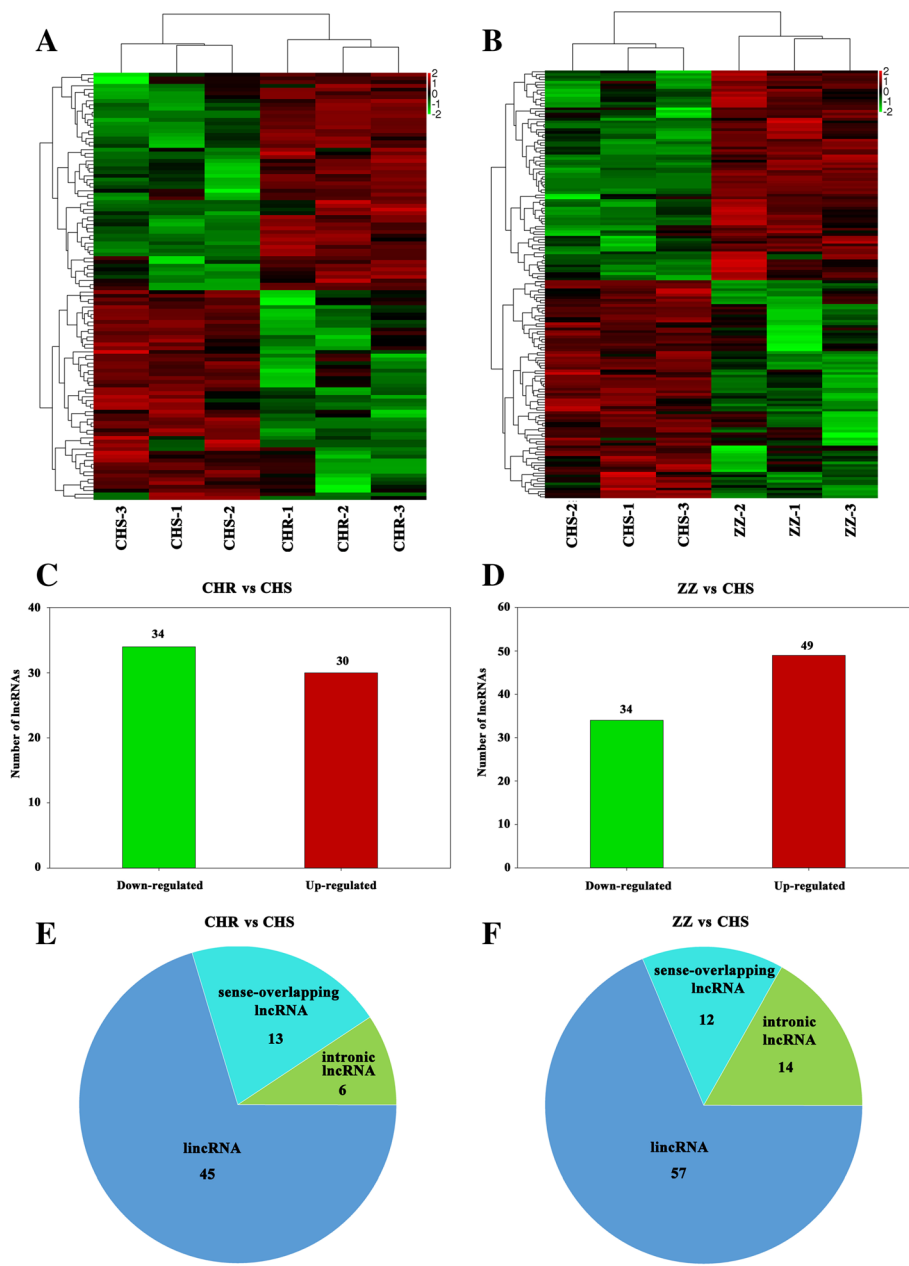 A
2
1
0
-1
-2
CHS-3
CHS-1
CHS-2
CHR-1
CHR-2
CHR-3
B
2
1
0
-1
-2
CHS-2
CHS-1
CHS-3
ZZ-2
ZZ-1
ZZ-3
C
CHR vs CHS
Number of lncRNAs
40
30
20
10
0
34
30
Down-regulated
Up-regulated
D
ZZ vs CHS
Number of lncRNAs
60
50
40
30
20
10
0
34
49
Down-regulated
Up-regulated
E
CHR vs CHS
sense-overlapping
lncRNA
13
intronic
lncRNA
6
lincRNA
45
F
ZZ vs CHS
sense-overlapping
lncRNA
12
intronic
lncRNA
14
lincRNA
57